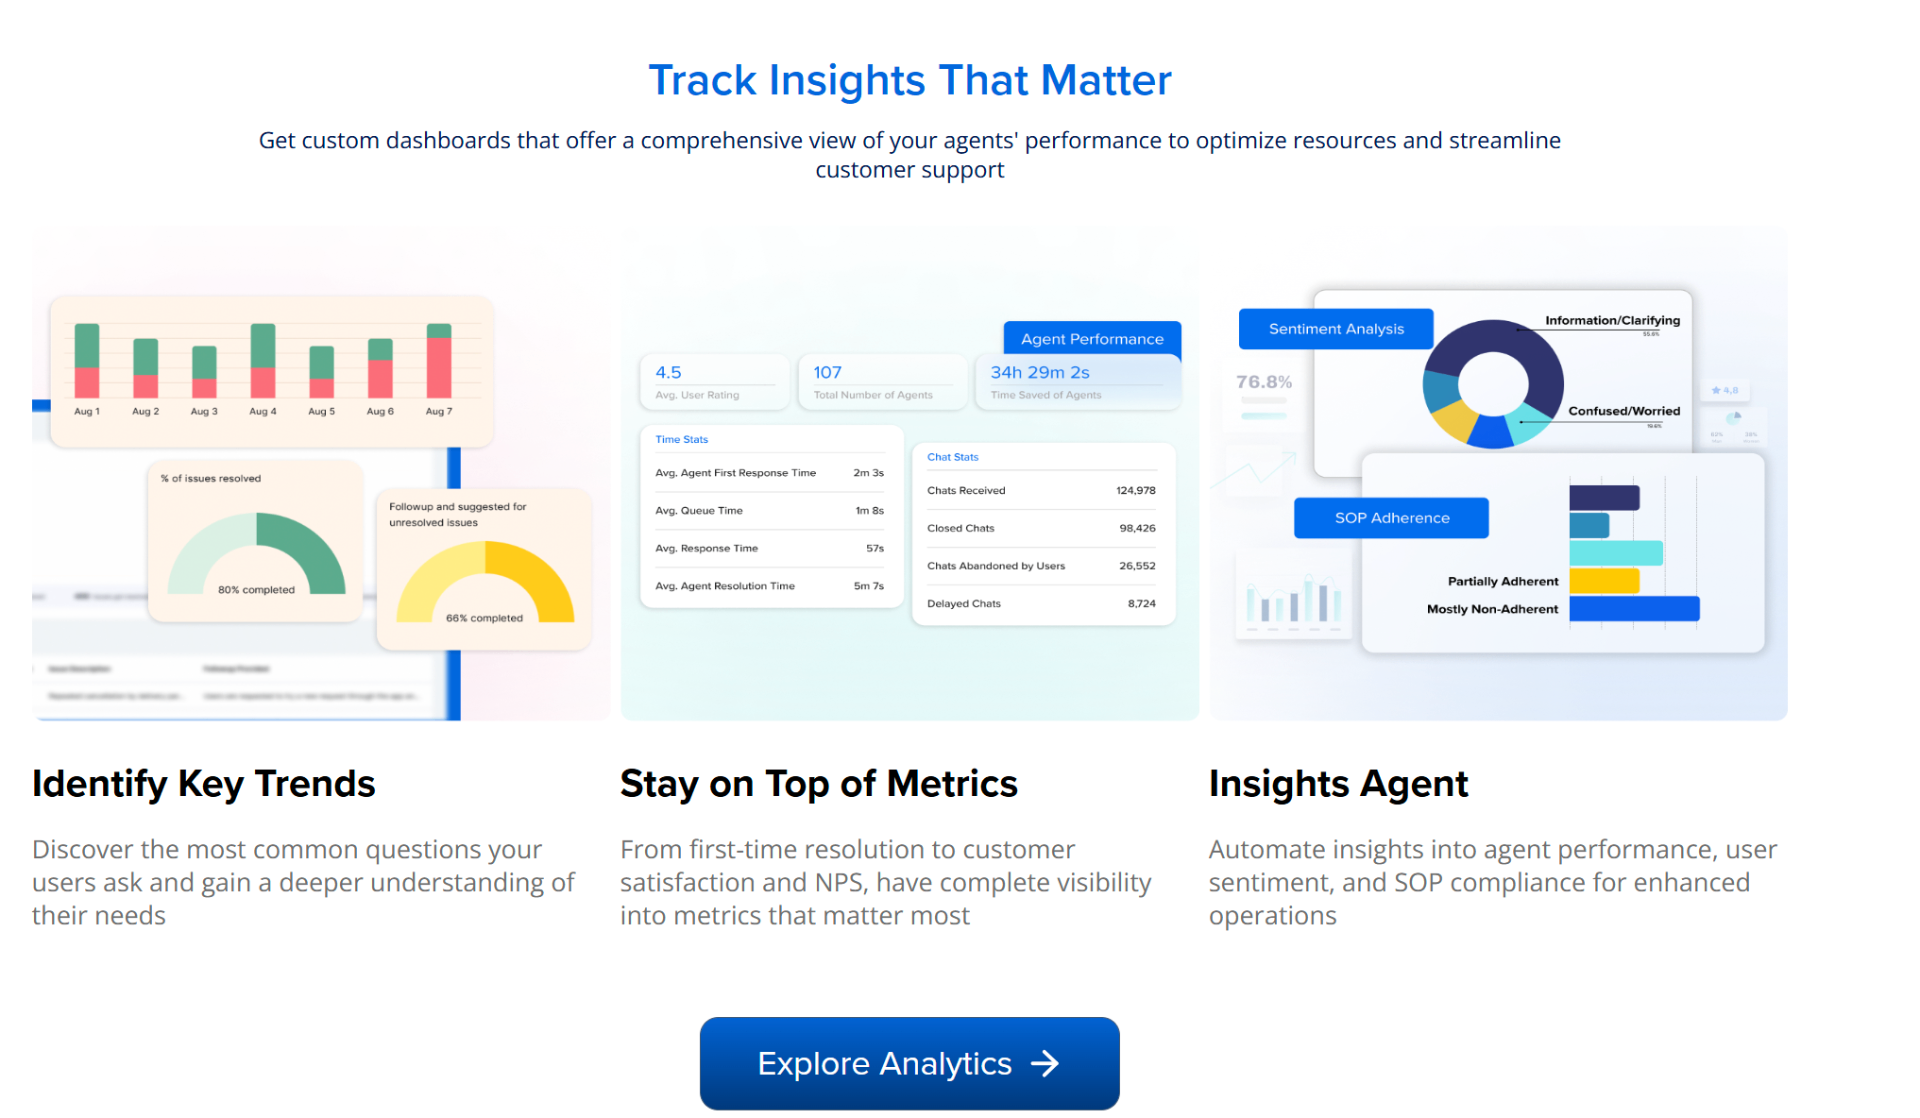 Track Insights That Matter
Get custom dashboards that offer a comprehensive view of your agents' performance to optimize resources and streamline
customer support
Aug 1 Aug 2 Aug 3 Aug 4 Aug 5 Aug 6 Aug 7
% of issues resolved
80% completed
Followup and suggested for
unresolved issues
66% completed
Issue Description Followup Provided
Agent Performance
4.5 107 34h 29m 2s
Avg. User Rating Total Number of Agents Time Saved of Agents
Time Stats
Avg. Agent First Response Time 2m 3s
Avg. Queue Time 1m 8s
Avg. Response Time 57s
Avg. Agent Resolution Time 5m 7s
Chat Stats
Chats Received 124,978
Closed Chats 98,426
Chats Abandoned by Users 26,552
Delayed Chats 8,724
Sentiment Analysis
Information/Clarifying
55.8%
76.8%
Confused/Worried
4,8
SOP Adherence
Partially Adherent
Mostly Non-Adherent
Identify Key Trends
Discover the most common questions your
users ask and gain a deeper understanding of
their needs
Stay on Top of Metrics
From first-time resolution to customer
satisfaction and NPS, have complete visibility
into metrics that matter most
Insights Agent
Automate insights into agent performance, user
sentiment, and SOP compliance for enhanced
operations
Explore Analytics →